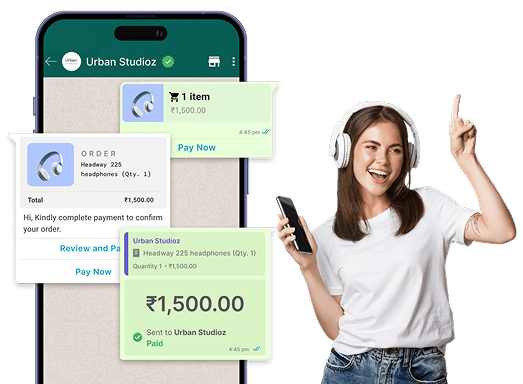 Urban
Urban Studioz
1 item
₹1,500.00
4:45 pm
Pay Now
ORDER
Headway 225
headphones (Qty. 1)
Total ₹1,500.00
Hi, Kindly complete payment to confirm
your order.
Review and Pa
Pay Now
Urban Studioz
Headway 225 headphones (Qty. 1)
Quantity 1 • ₹1,500.00
₹1,500.00
Sent to Urban Studioz
Paid
4:45 pm